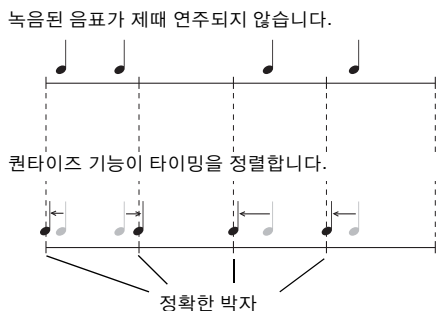 녹음된 음표가 제때 연주되지 않습니다.
퀀타이즈 기능이 타이밍을 정렬합니다.
정확한 박자